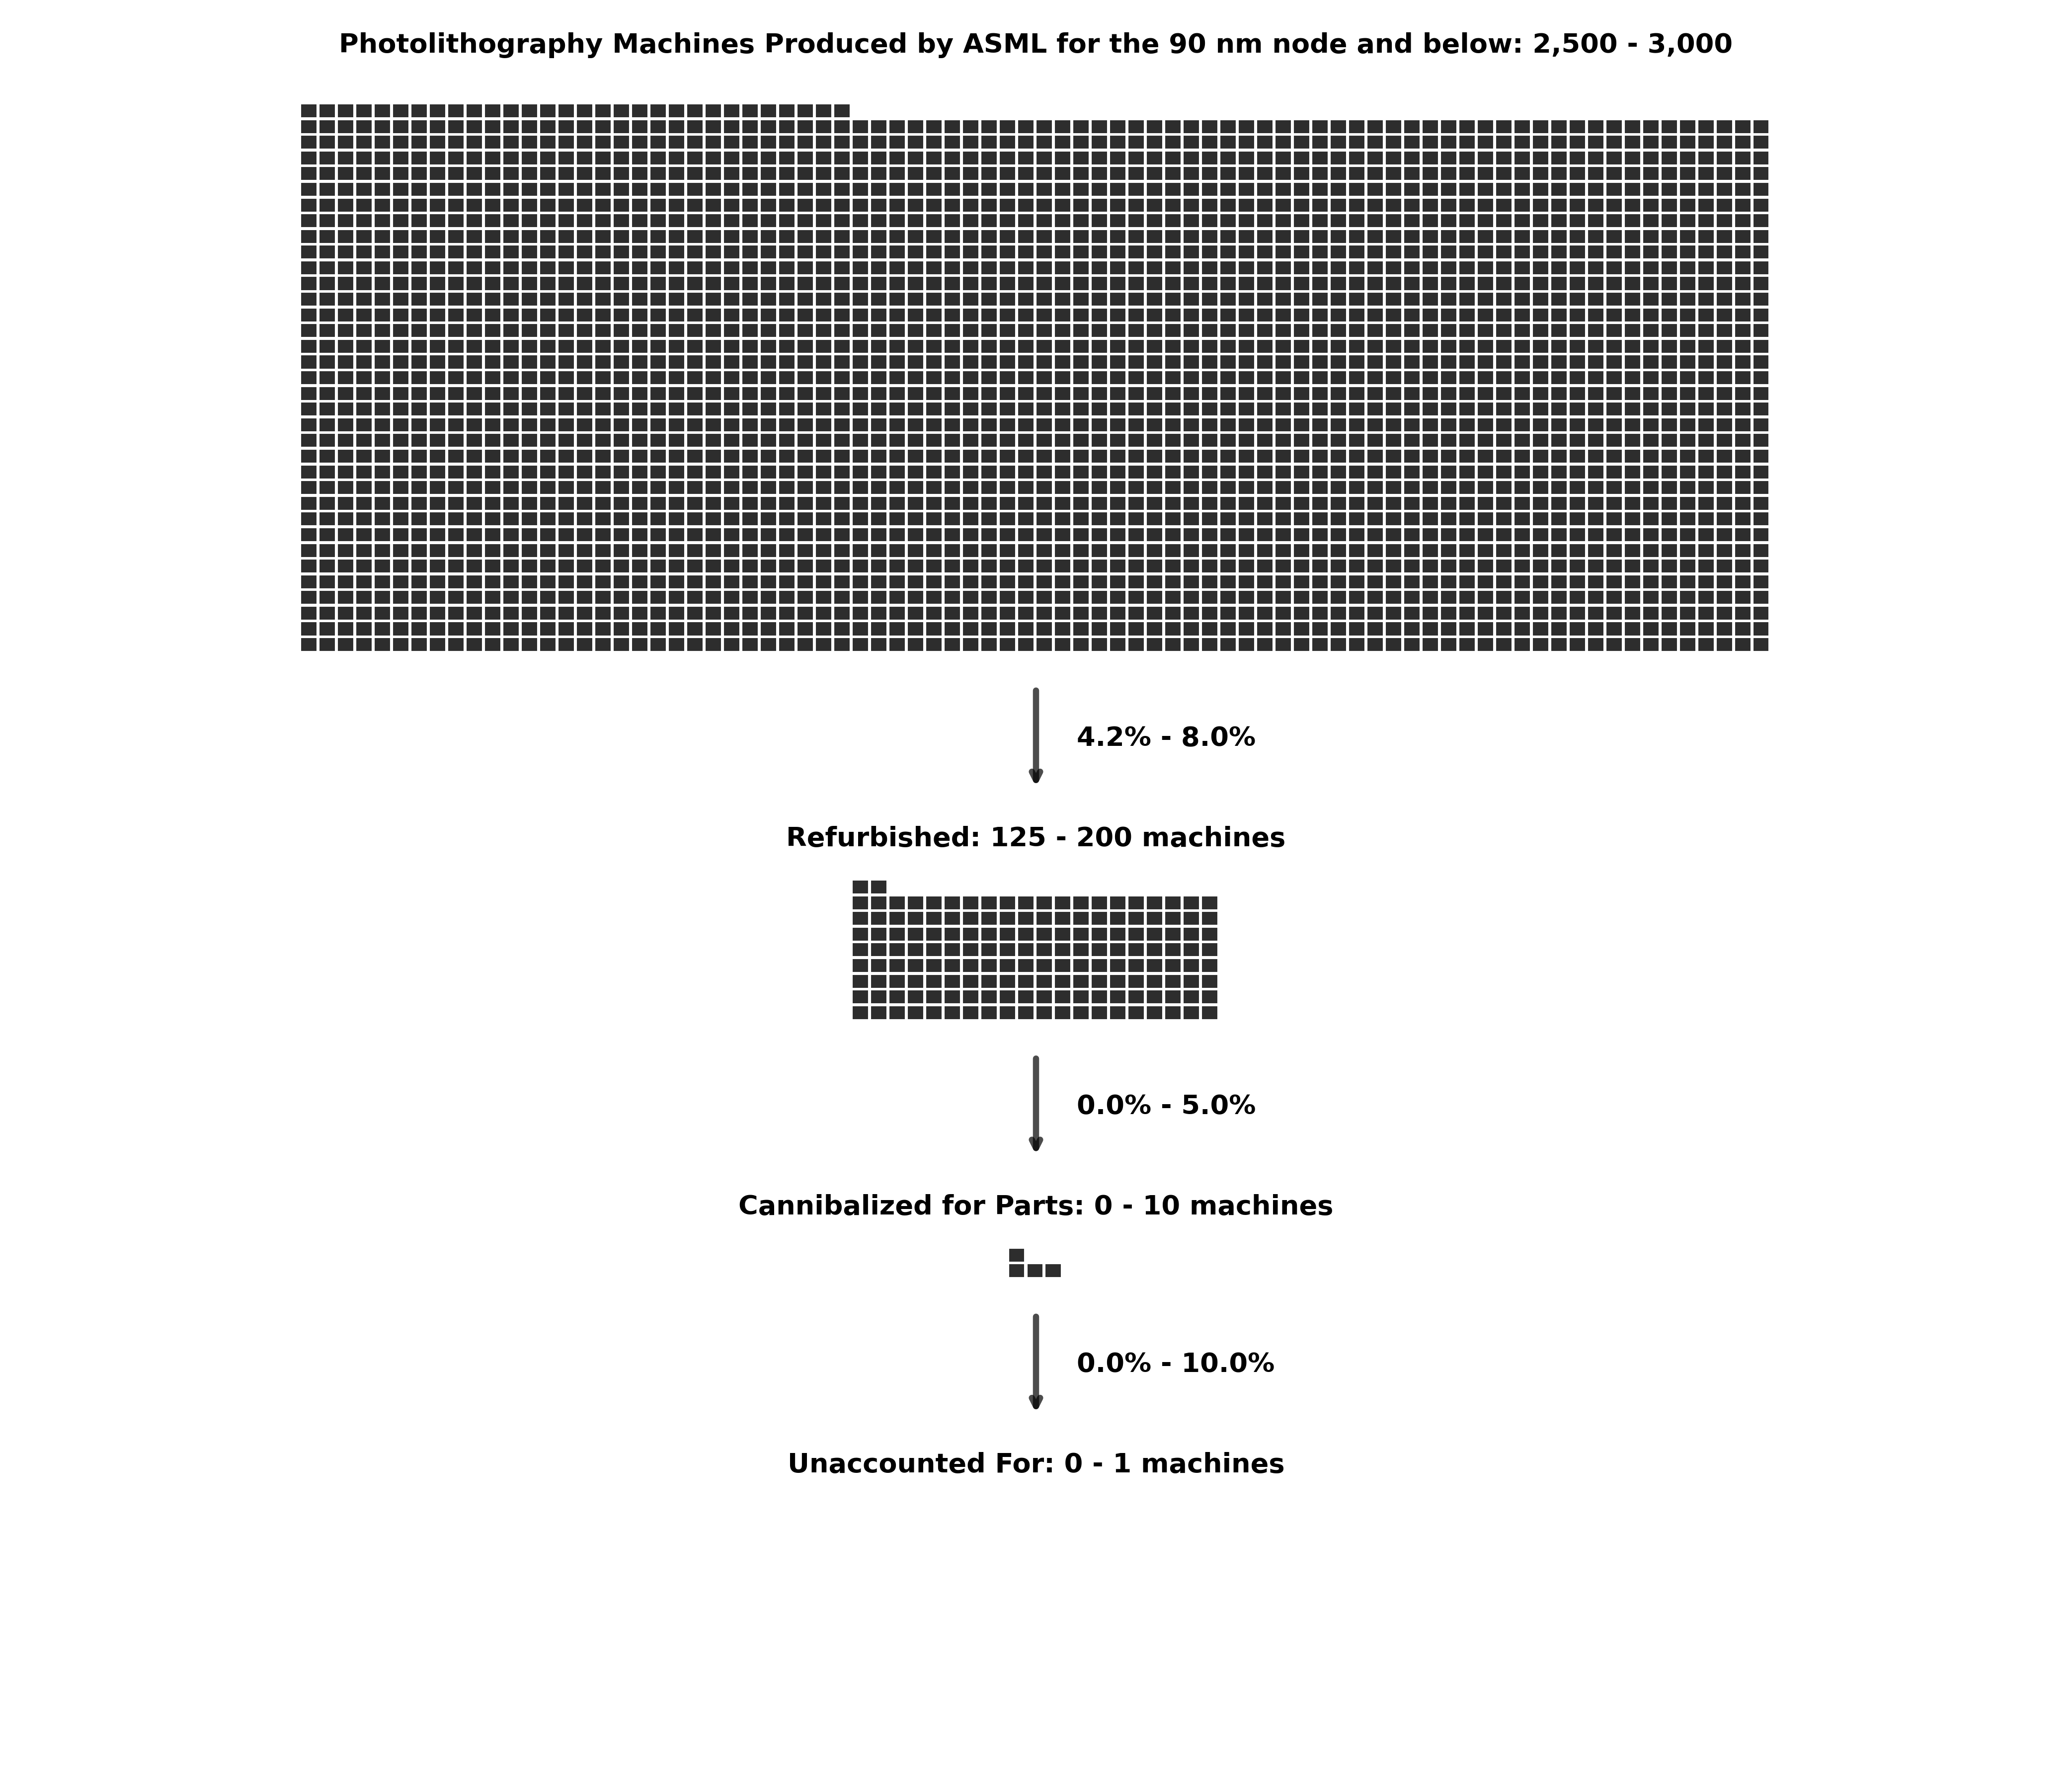 Photolithography Machines Produced by ASML for the 90 nm node and below: 2,500 - 3,000
4.2% - 8.0%
Refurbished: 125 - 200 machines
0.0% - 5.0%
Cannibalized for Parts: 0 - 10 machines
0.0% - 10.0%
Unaccounted For: 0 - 1 machines